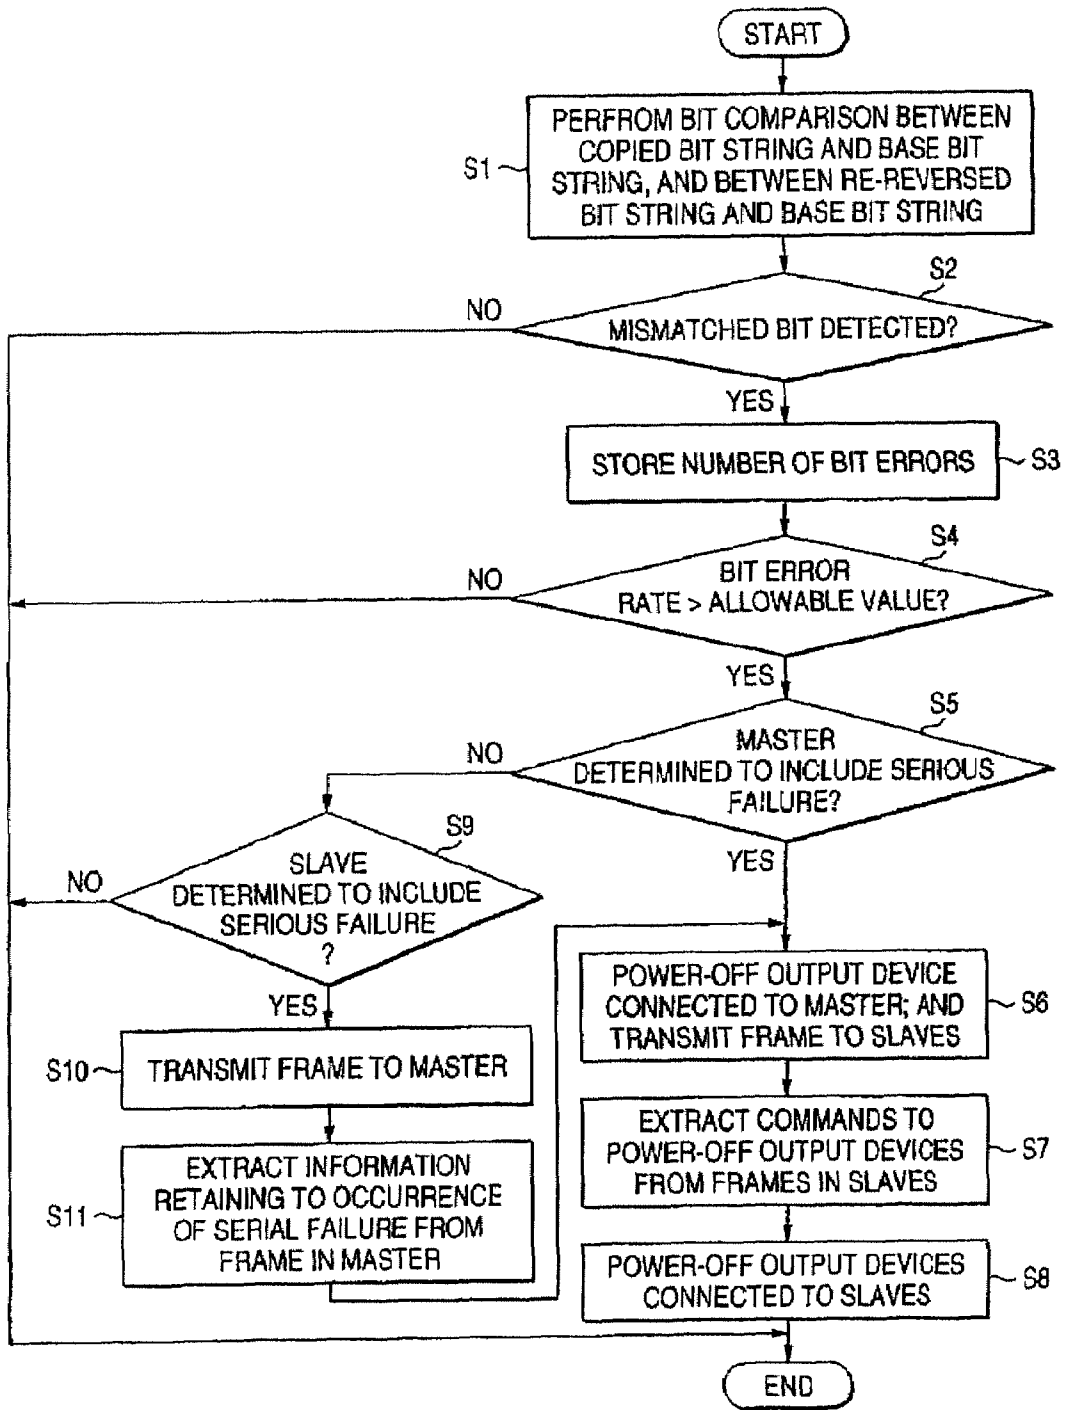 START
PERFROM BIT COMPARISON BETWEEN
COPIED BIT STRING AND BASE BIT
STRING, AND BETWEEN RE-REVERSED
BIT STRING AND BASE BIT STRING
S1
S2
MISMATCHED BIT DETECTED?
NO
YES
STORE NUMBER OF BIT ERRORS
S3
S4
BIT ERROR
RATE > ALLOWABLE VALUE?
NO
YES
S5
MASTER
DETERMINED TO INCLUDE SERIOUS
FAILURE?
NO
YES
S9
SLAVE
DETERMINED TO INCLUDE
SERIOUS FAILURE
?
NO
YES
POWER-OFF OUTPUT DEVICE
CONNECTED TO MASTER; AND
TRANSMIT FRAME TO SLAVES
S6
S10
TRANSMIT FRAME TO MASTER
EXTRACT COMMANDS TO
POWER-OFF OUTPUT DEVICES
FROM FRAMES IN SLAVES
S7
EXTRACT INFORMATION
RETAINING TO OCCURRENCE
OF SERIAL FAILURE FROM
FRAME IN MASTER
S11
POWER-OFF OUTPUT DEVICES
CONNECTED TO SLAVES
S8
END